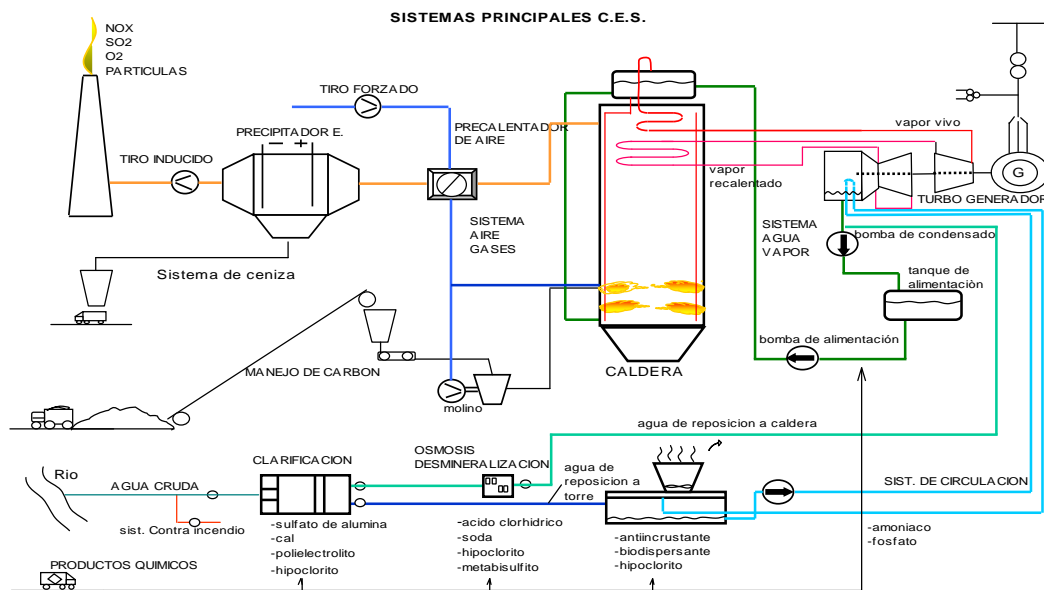 SISTEMAS PRINCIPALES C.E.S.
NOX
SO2
O2
PARTICULAS
TIRO FORZADO
PRECIPITADOR E.
PRECALENTADOR
DE AIRE
TIRO INDUCIDO
vapor vivo
vapor
recalentado
G
TURBO GENERADOR
SISTEMA
AIRE
GASES
SISTEMA
AGUA
VAPOR
bomba de condensado
Sistema de ceniza
tanque de
alimentaciòn
bomba de alimentación
CALDERA
MANEJO DE CARBON
molino
agua de reposicion a caldera
CLARIFICACION
OSMOSIS
DESMINERALIZACION
agua de
reposicion a
torre
Rio
AGUA CRUDA
SIST. DE CIRCULACION
sist. Contra incendio
-sulfato de alumina
-cal
-polielectrolito
-hipoclorito
-acido clorhidrico
-soda
-hipoclorito
-metabisulfito
-antiincrustante
-biodispersante
-hipoclorito
-amoniaco
-fosfato
PRODUCTOS QUIMICOS